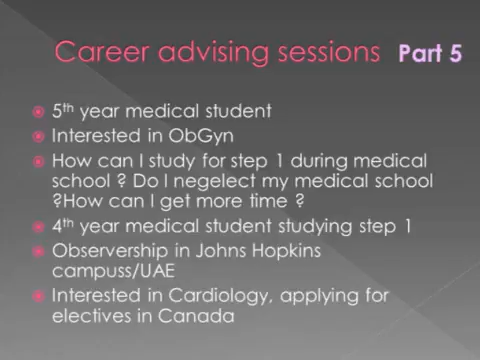 Career advising sessions Part 5
5th year medical student
Interested in ObGyn
How can I study for step 1 during medical
school ? Do I negelect my medical school
?How can I get more time ?
4th year medical student studying step 1
Observership in Johns Hopkins
campuss/UAE
Interested in Cardiology, applying for
electives in Canada